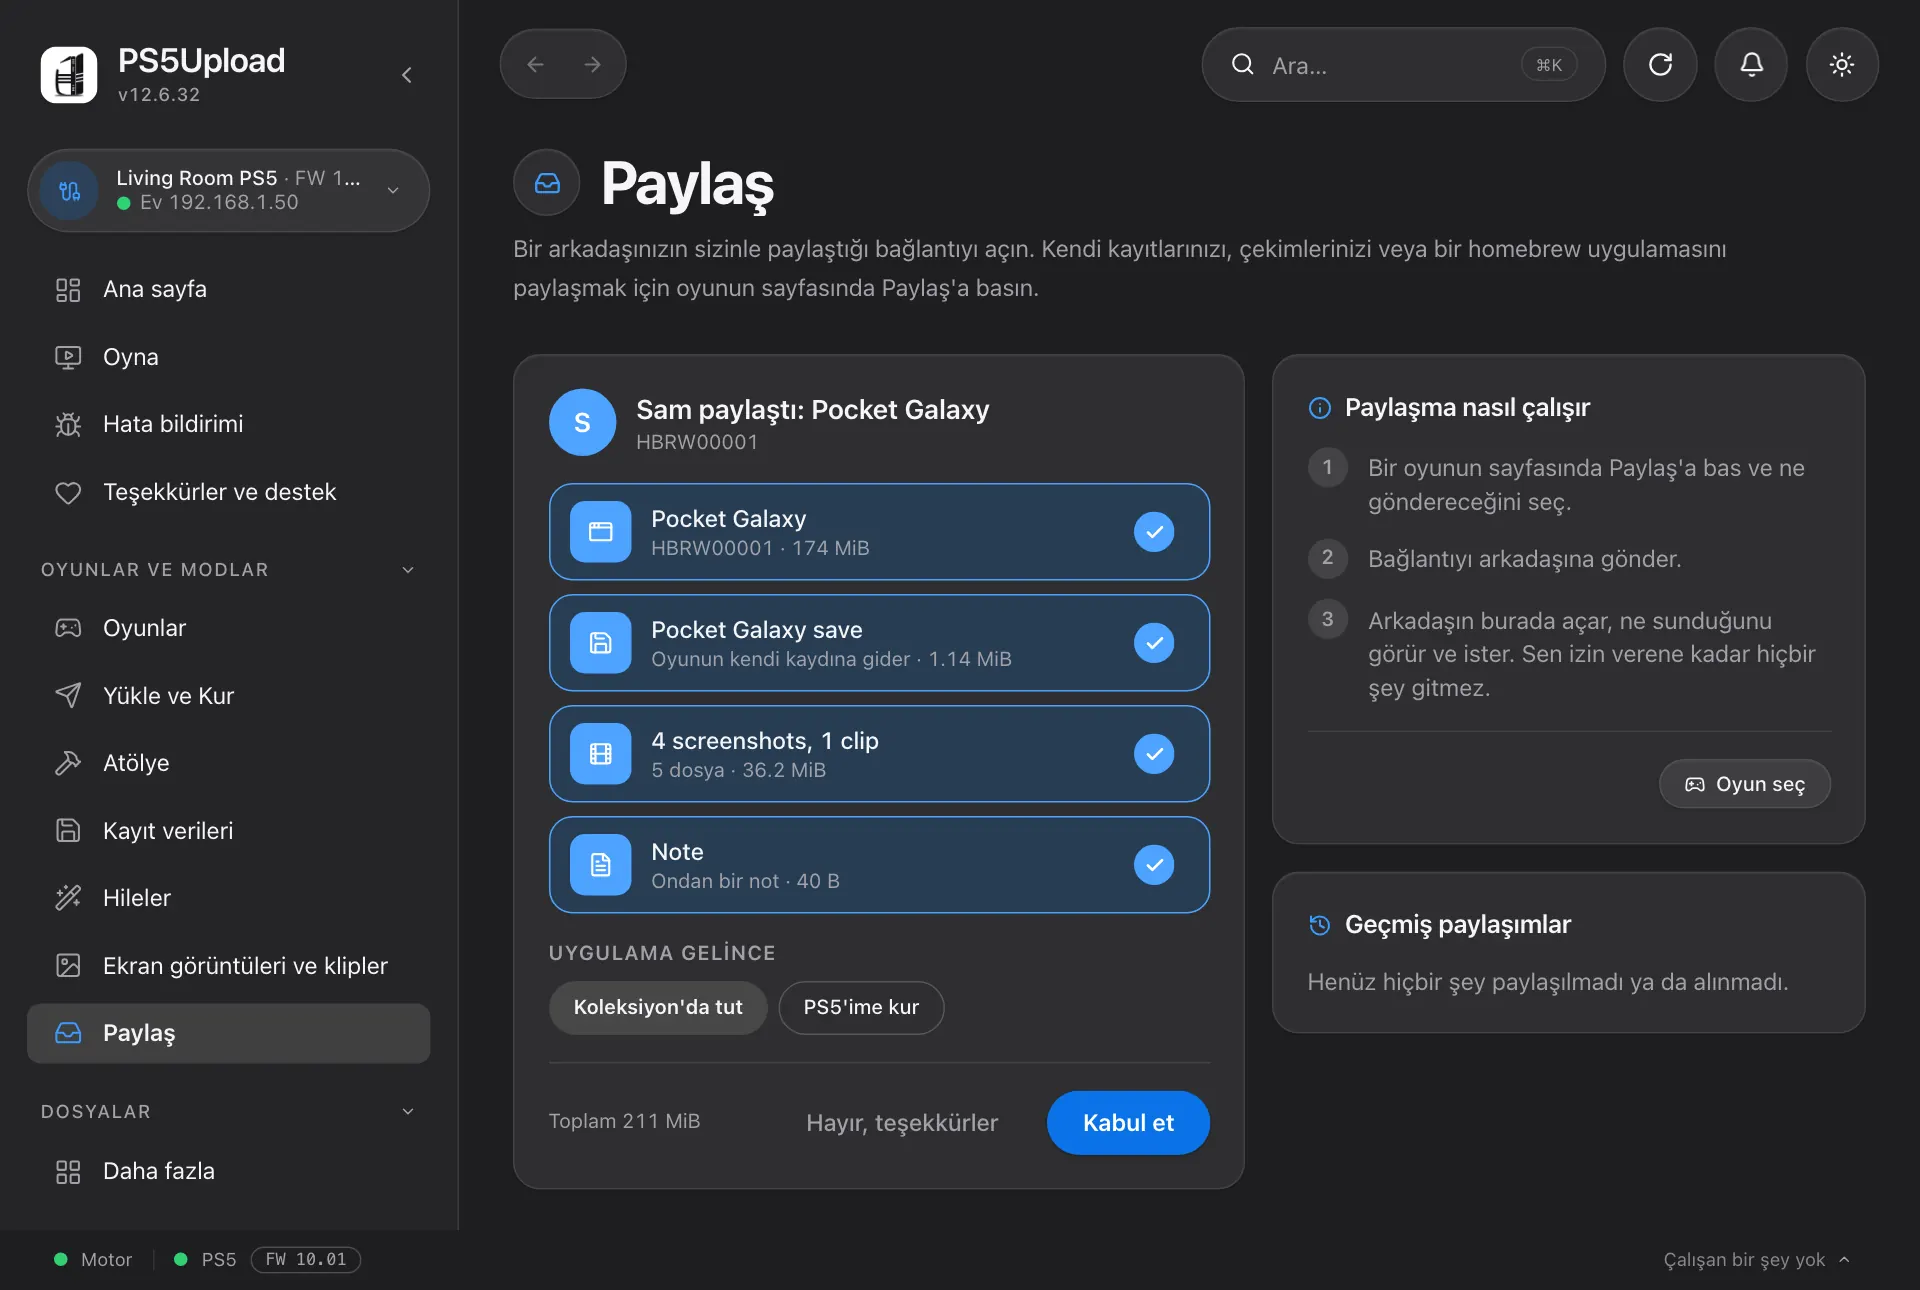 PS5Upload
v12.6.32
Living Room PS5 · FW 1...
Ev 192.168.1.50
Ana sayfa
Oyna
Hata bildirimi
Teşekkürler ve destek
OYUNLAR VE MODLAR
Oyunlar
Yükle ve Kur
Atölye
Kayıt verileri
Hileler
Ekran görüntüleri ve klipler
Paylaş
DOSYALAR
Daha fazla
Ara...
⌘K
Paylaş
Bir arkadaşınızın sizinle paylaştığı bağlantıyı açın. Kendi kayıtlarınızı, çekimlerinizi veya bir homebrew uygulamasını
paylaşmak için oyunun sayfasında Paylaş'a basın.
S
Sam paylaştı: Pocket Galaxy
HBRW00001
Pocket Galaxy
HBRW00001 · 174 MiB
Pocket Galaxy save
Oyunun kendi kaydına gider · 1.14 MiB
4 screenshots, 1 clip
5 dosya · 36.2 MiB
Note
Ondan bir not · 40 B
UYGULAMA GELİNCE
Koleksiyon'da tut
PS5'ime kur
Toplam 211 MiB
Hayır, teşekkürler
Kabul et
Paylaşma nasıl çalışır
1
Bir oyunun sayfasında Paylaş'a bas ve ne
göndereceğini seç.
2
Bağlantıyı arkadaşına gönder.
3
Arkadaşın burada açar, ne sunduğunu
görür ve ister. Sen izin verene kadar hiçbir
şey gitmez.
Oyun seç
Geçmiş paylaşımlar
Henüz hiçbir şey paylaşılmadı ya da alınmadı.
Motor
PS5
FW 10.01
Çalışan bir şey yok